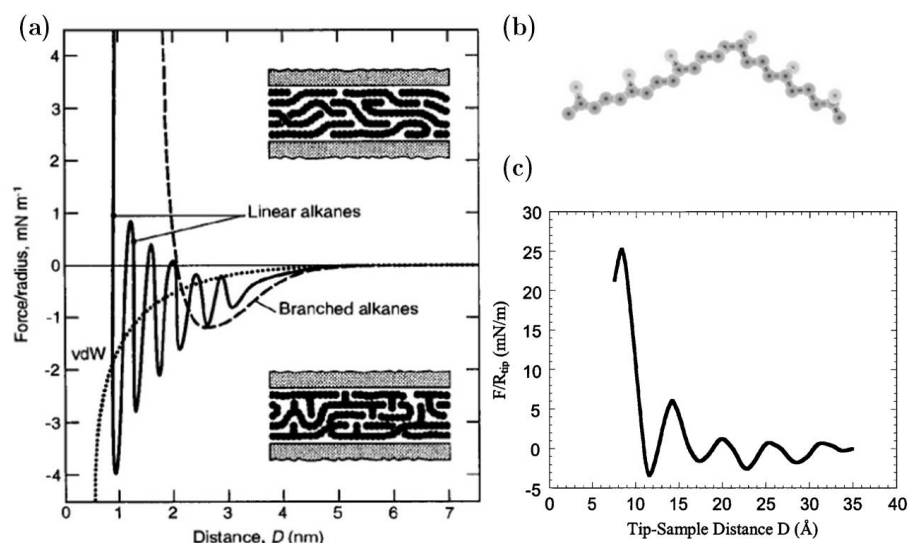 (a)
4
3
2
1
0
-1
-2
-3
-4
Force/radius, mN m⁻¹
Linear alkanes
Branched alkanes
vdW
0 1 2 3 4 5 6 7
Distance, D (nm)
(b)
(c)
30
25
20
15
10
5
0
-5
F/Rtip (mN/m)
0 5 10 15 20 25 30 35 40
Tip-Sample Distance D (Å)